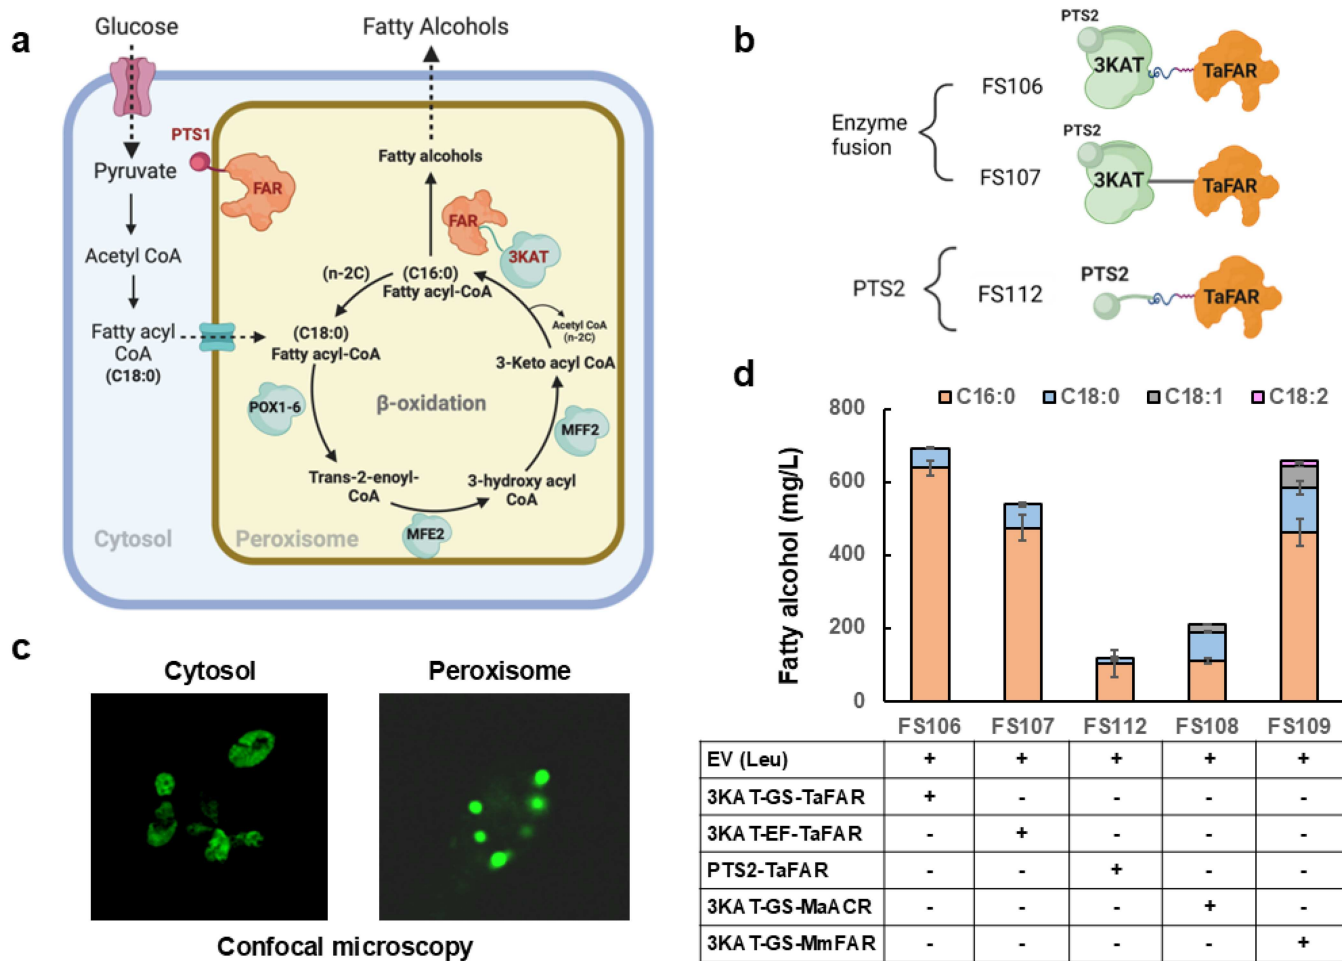 a
Glucose
Fatty Alcohols
PTS1
FAR
Pyruvate
Acetyl CoA
Fatty acyl
CoA
(C18:0)
Fatty alcohols
FAR
3KAT
(n-2C)
(C16:0)
Fatty acyl-CoA
(C18:0)
Fatty acyl-CoA
Acetyl CoA
(n-2C)
3-Keto acyl CoA
POX1-6
β-oxidation
MFF2
Trans-2-enoyl-
CoA
3-hydroxy acyl
CoA
MFE2
Cytosol
Peroxisome
b
Enzyme
fusion
FS106
PTS2
3KAT
TaFAR
FS107
PTS2
3KAT
TaFAR
PTS2
FS112
PTS2
TaFAR
c
Cytosol
Peroxisome
Confocal microscopy
d
C16:0 C18:0 C18:1 C18:2
Fatty alcohol (mg/L)
800
600
400
200
0
FS106 FS107 FS112 FS108 FS109
EV (Leu) + + + + +
3KAT-GS-TaFAR + - - - -
3KAT-EF-TaFAR - + - - -
PTS2-TaFAR - - + - -
3KAT-GS-MaACR - - - + -
3KAT-GS-MmFAR - - - - +